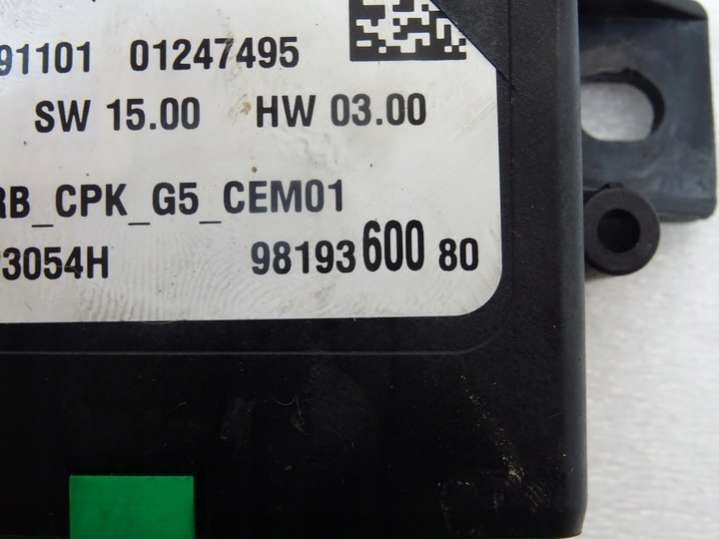 91101 01247495
SW 15.00 HW 03.00
RB_CPK_G5_CEM01
3054H 98193 600 80